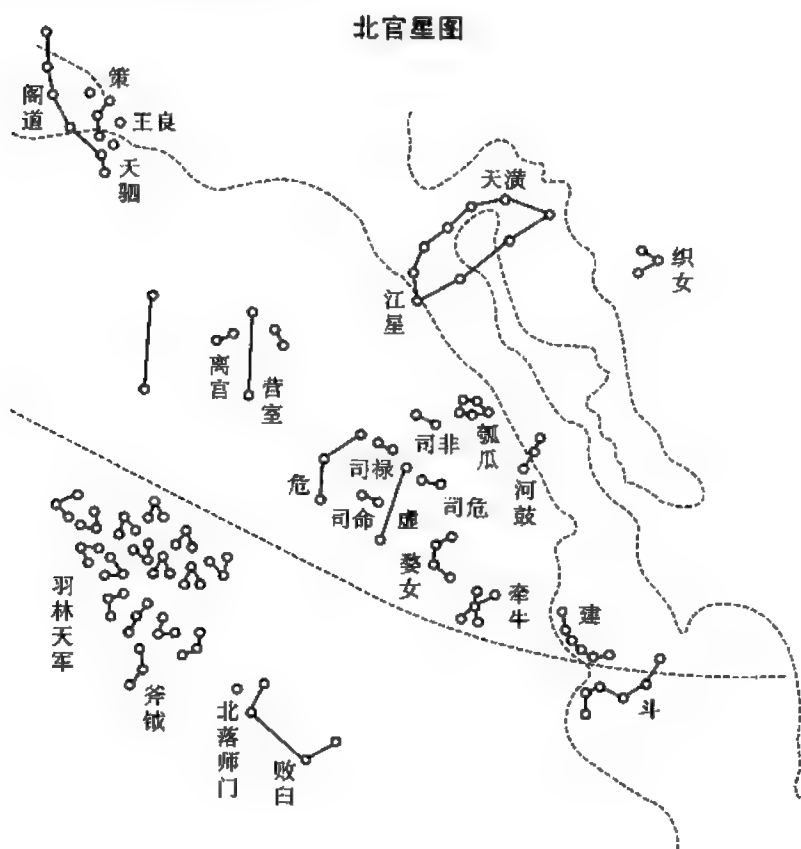 北官星图
策
阁道
王良
天驷
天潢
织女
江星
离宫
营室
司非
瓠瓜
危
司禄
河鼓
司命
虚
司危
婺女
牵牛
羽林天军
建
斧钺
斗
北落师门
败臼